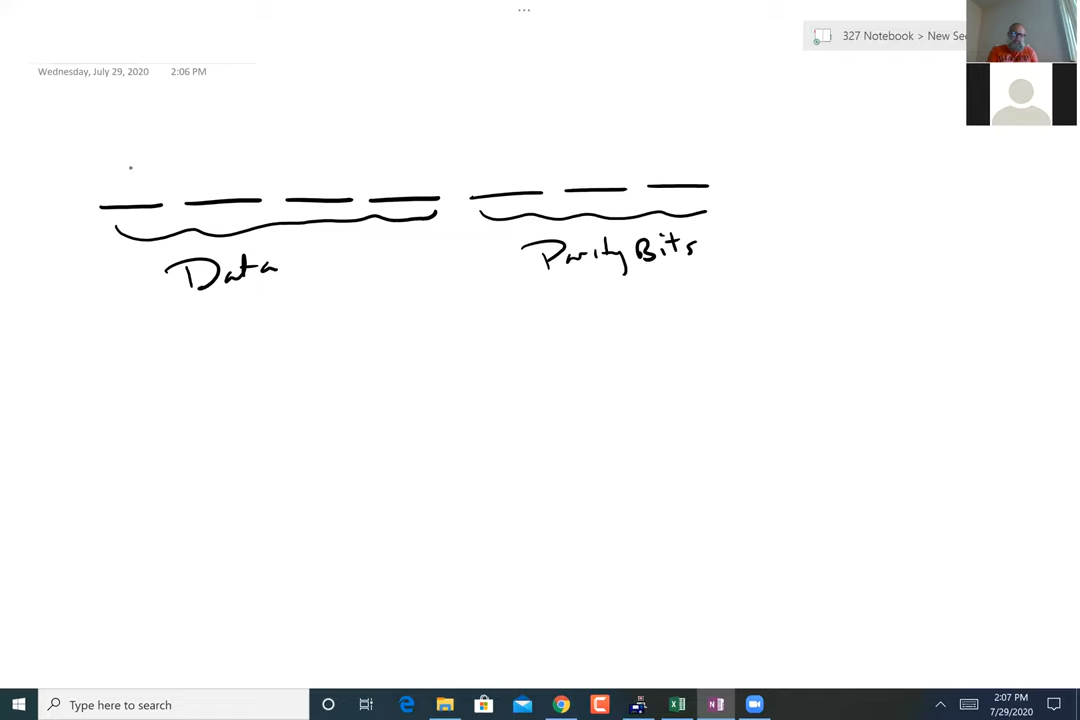 327 Notebook > New Se
Wednesday, July 29, 2020 2:06 PM
Data
Parity Bits
Type here to search
2:07 PM
7/29/2020